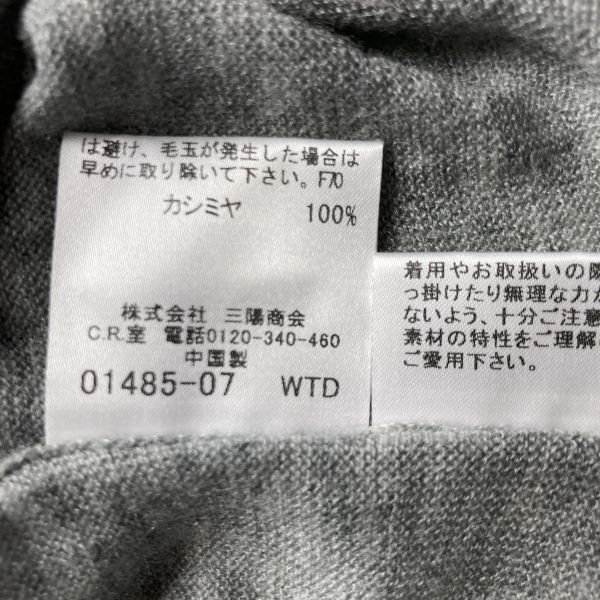 は避け、毛玉が発生した場合は
早めに取り除いて下さい。F70
カシミヤ 100%
株式会社 三陽商会
C.R.室 電話0120-340-460
中国製
01485-07 WTD
着用やお取扱いの際
っ掛けたり無理な力が
ないよう、十分ご注意
素材の特性をご理解
ご愛用下さい。